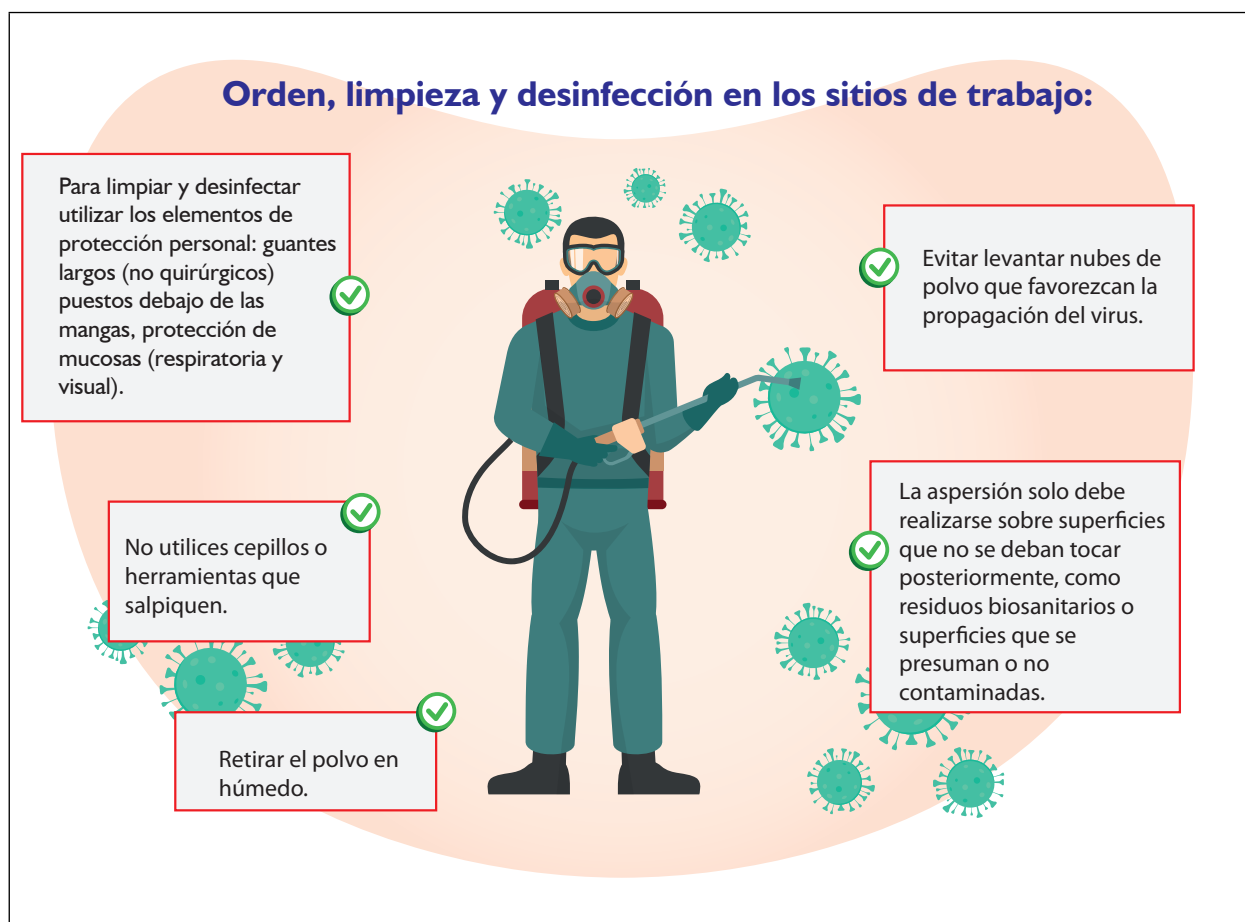 Orden, limpieza y desinfección en los sitios de trabajo:
Para limpiar y desinfectar
utilizar los elementos de
protección personal: guantes
largos (no quirúrgicos)
puestos debajo de las
mangas, protección de
mucosas (respiratoria y
visual).
No utilices cepillos o
herramientas que
salpiquen.
Retirar el polvo en
húmedo.
Evitar levantar nubes de
polvo que favorezcan la
propagación del virus.
La aspersión solo debe
realizarse sobre superficies
que no se deban tocar
posteriormente, como
residuos biosanitarios o
superficies que se
presuman o no
contaminadas.